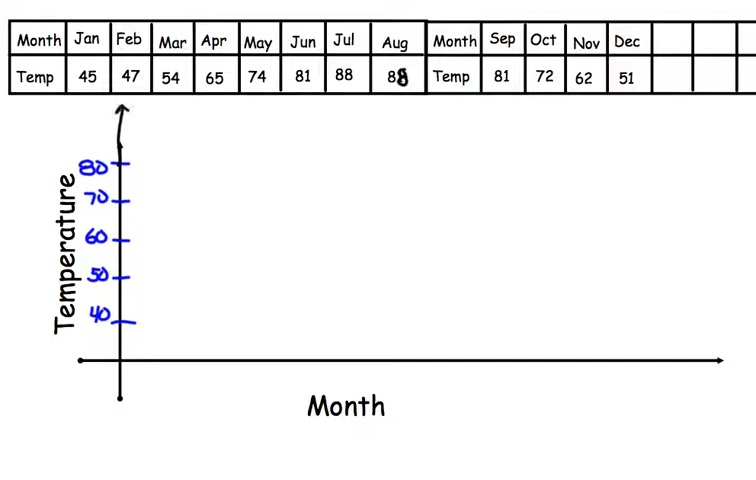 Month Jan Feb Mar Apr May Jun Jul Aug Month Sep Oct Nov Dec
Temp 45 47 54 65 74 81 88 88 Temp 81 72 62 51
80
70
60
50
40
Temperature
Month